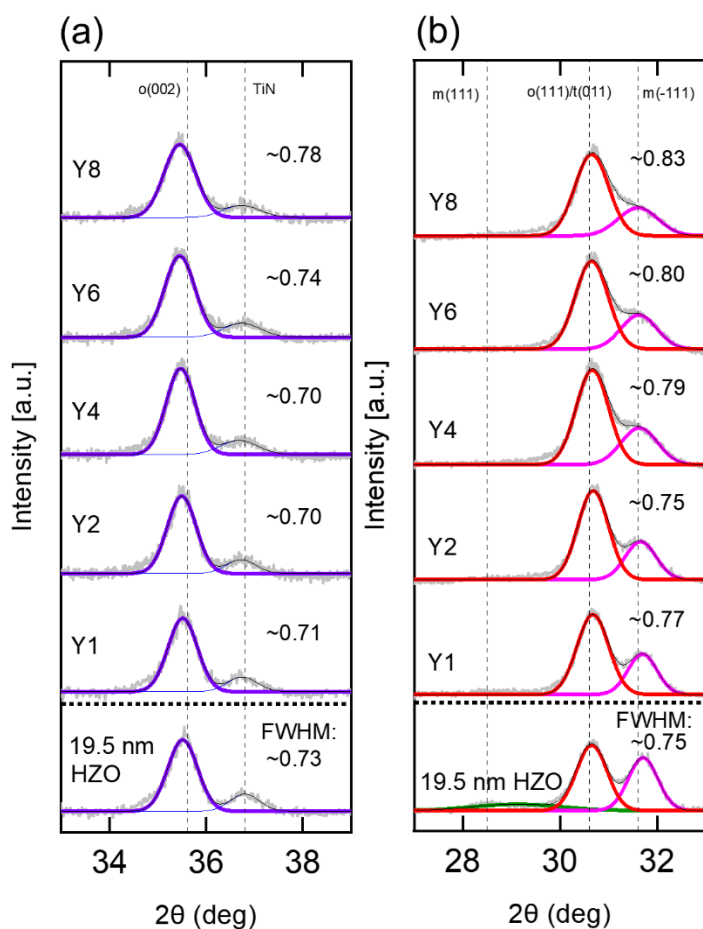 (a)
o(002)
TiN
Y8
~0.78
Y6
~0.74
Y4
~0.70
Y2
~0.70
Y1
~0.71
FWHM:
19.5 nm
HZO
~0.73
34
36
38
2θ (deg)
Intensity [a.u.]
(b)
m(111)
o(111)/t(011)
m(-111)
~0.83
Y8
~0.80
Y6
~0.79
Y4
~0.75
Y2
~0.77
Y1
FWHM:
~0.75
19.5 nm HZO
28
30
32
2θ (deg)
Intensity [a.u.]